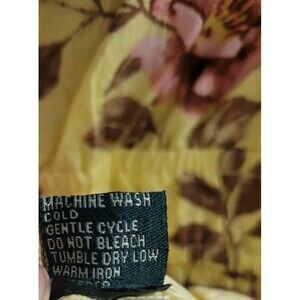 MACHINE WASH
COLD
GENTLE CYCLE
DO NOT BLEACH
TUMBLE DRY LOW
WARM IRON